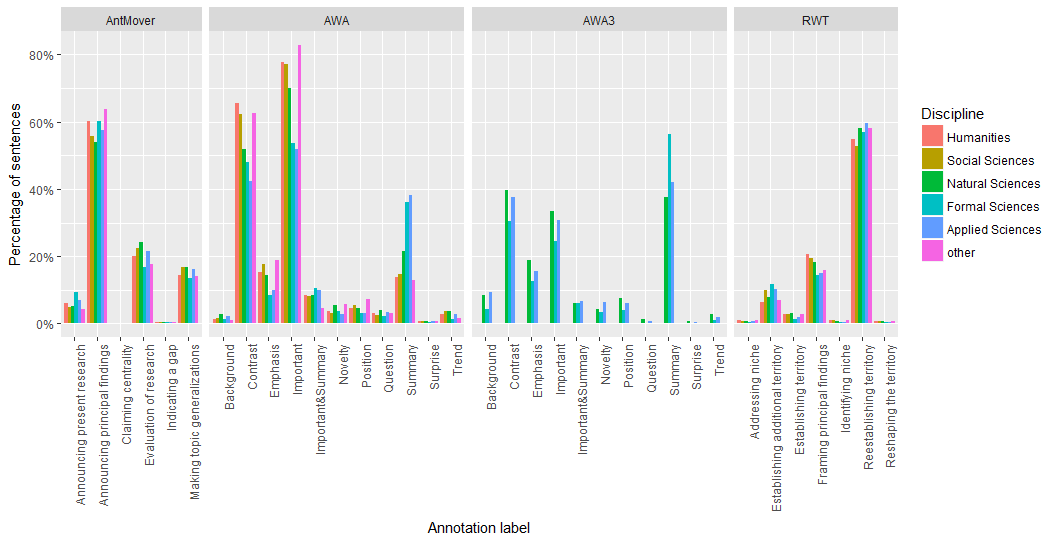 AntMover AWA AWA3 RWT
Percentage of sentences
80%
60%
40%
20%
0%
Announcing present research
Announcing principal findings
Claiming centrality
Evaluation of research
Indicating a gap
Making topic generalizations
Background
Contrast
Emphasis
Important
Important&Summary
Novelty
Position
Question
Summary
Surprise
Trend
Background
Contrast
Emphasis
Important
Important&Summary
Novelty
Position
Question
Summary
Surprise
Trend
Addressing niche
Establishing additional territory
Establishing territory
Framing principal findings
Identifying niche
Reestablishing territory
Reshaping the territory
Annotation label
Discipline
Humanities
Social Sciences
Natural Sciences
Formal Sciences
Applied Sciences
other